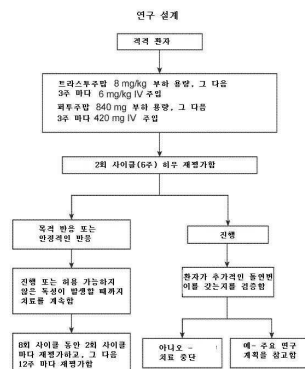 연구 설계
적격 환자
트라스투주맙 8 mg/kg 부하 용량, 그 다음
3주 마다 6 mg/kg IV 주입
퍼투주맙 840 mg 부하 용량, 그 다음
3주 마다 420 mg IV 주입
2회 사이클(6주) 히우 재평가함
목적 반응 또는
안정적인 반응
진행
진행 또는 허용 가능하지
않은 독성이 발생할 때까지
치료를 계속함
환자가 추가적인 돌연변
이를 갖는지를 검증함
8회 사이클 동안 2회 사이클
마다 재평가하고, 그 다음
12주 마다 재평가함
아니오 -
치료 중단
예- 주요 연구
계획을 참고함